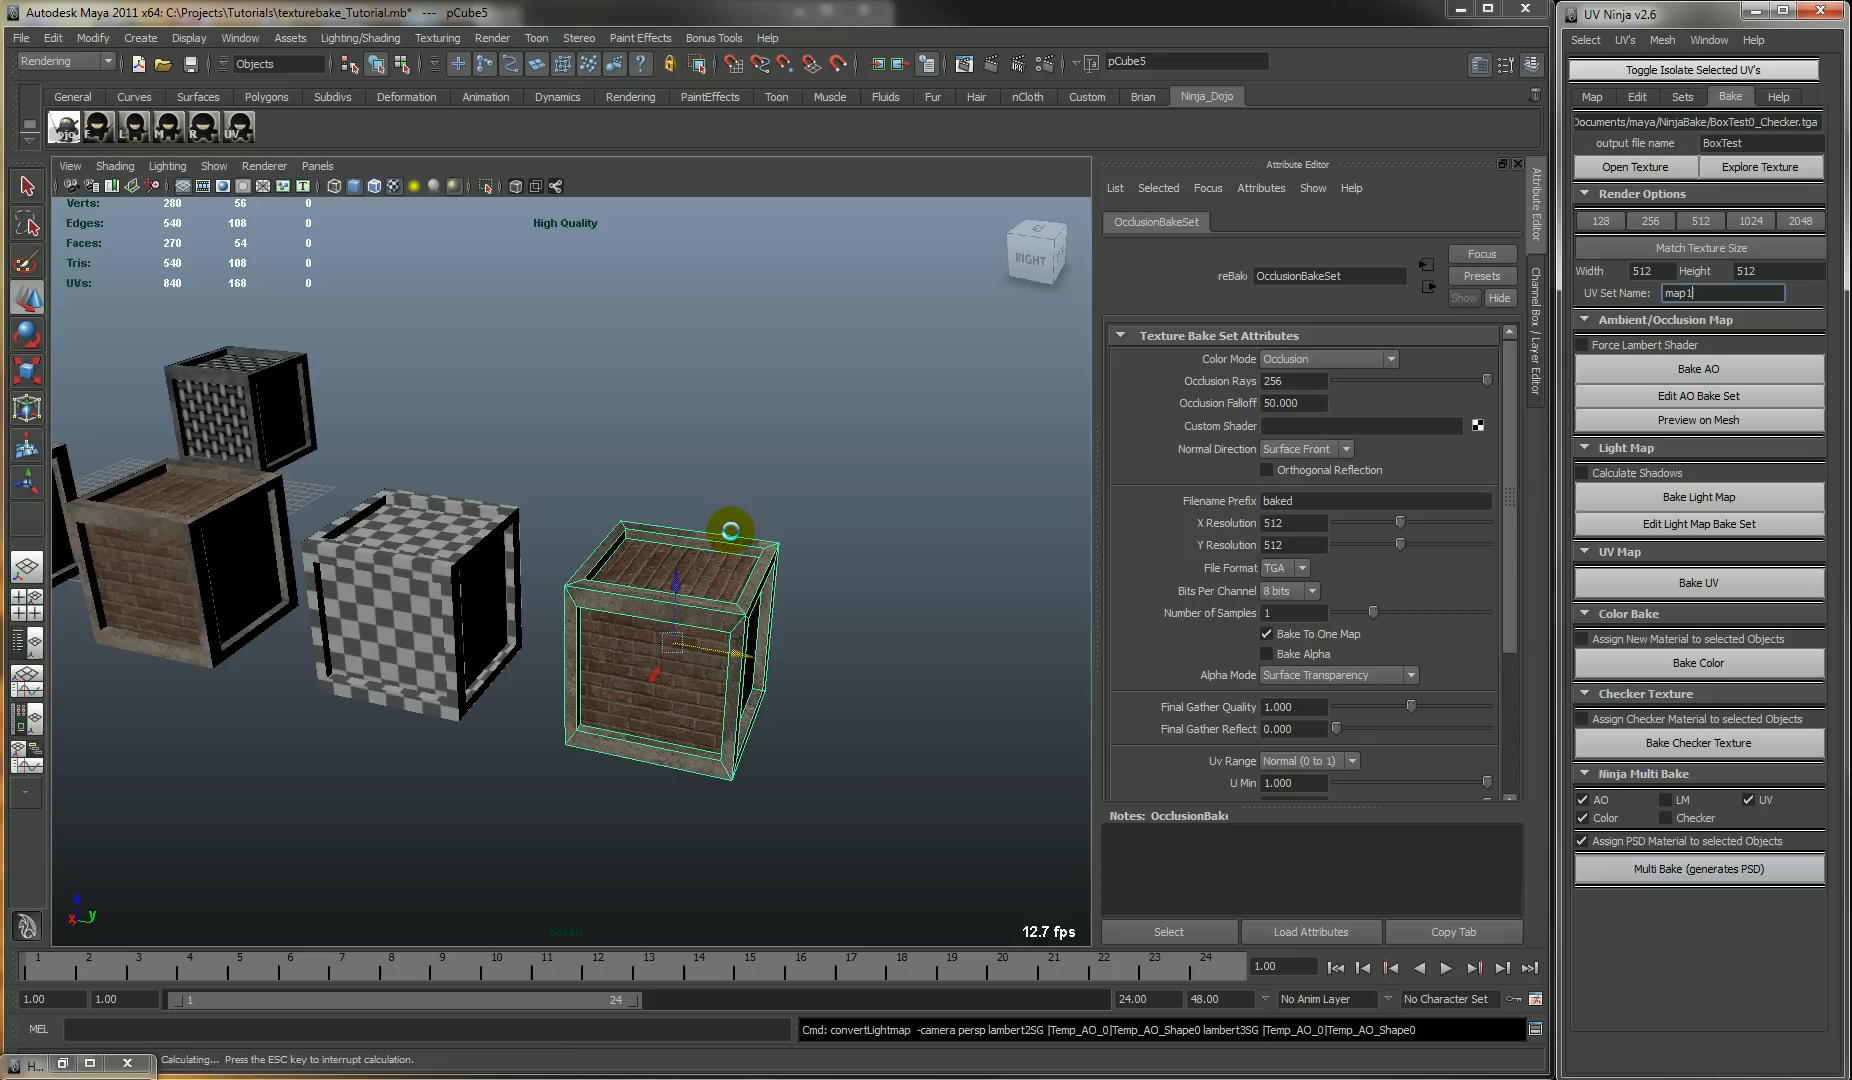 Autodesk Maya 2011 x64: C:\Projects\Tutorials\texturebake_Tutorial.mb* --- pCube5
File Edit Modify Create Display Window Assets Lighting/Shading Texturing Render Toon Stereo Paint Effects Bonus Tools Help
Rendering Objects pCube5
General Curves Surfaces Polygons Subdivs Deformation Animation Dynamics Rendering PaintEffects Toon Muscle Fluids Fur Hair nCloth Custom Brian Ninja_Dojo
View Shading Lighting Show Renderer Panels
Verts: 280 56 0
Edges: 540 108 0
Faces: 270 54 0
Tris: 540 108 0
UVs: 840 168 0
High Quality
RIGHT
persp
12.7 fps
z
x y
Attribute Editor
List Selected Focus Attributes Show Help
OcclusionBakeSet
reBak OcclusionBakeSet
Focus
Presets
Show Hide
Texture Bake Set Attributes
Color Mode Occlusion
Occlusion Rays 256
Occlusion Falloff 50.000
Custom Shader
Normal Direction Surface Front
Orthogonal Reflection
Filename Prefix baked
X Resolution 512
Y Resolution 512
File Format TGA
Bits Per Channel 8 bits
Number of Samples 1
Bake To One Map
Bake Alpha
Alpha Mode Surface Transparency
Final Gather Quality 1.000
Final Gather Reflect 0.000
Uv Range Normal (0 to 1)
U Min 1.000
Notes: OcclusionBake
Select Load Attributes Copy Tab
Attribute Editor
Channel Box / Layer Editor
1 2 3 4 5 6 7 8 9 10 11 12 13 14 15 16 17 18 19 20 21 22 23 24 1.00
1.00 1.00 1 24 24.00 48.00 No Anim Layer No Character Set
MEL Cmd: convertLightmap -camera persp lambert2SG |Temp_AO_0|Temp_AO_Shape0 lambert3SG |Temp_AO_0|Temp_AO_Shape0
H... Calculating... Press the ESC key to interrupt calculation.
UV Ninja v2.6
Select UV's Mesh Window Help
Toggle Isolate Selected UV's
Map Edit Sets Bake Help
Documents/maya/NinjaBake/BoxTest0_Checker.tga
output file name BoxTest
Open Texture Explore Texture
Render Options
128 256 512 1024 2048
Match Texture Size
Width 512 Height 512
UV Set Name: map1
Ambient/Occlusion Map
Force Lambert Shader
Bake AO
Edit AO Bake Set
Preview on Mesh
Light Map
Calculate Shadows
Bake Light Map
Edit Light Map Bake Set
UV Map
Bake UV
Color Bake
Assign New Material to selected Objects
Bake Color
Checker Texture
Assign Checker Material to selected Objects
Bake Checker Texture
Ninja Multi Bake
AO LM UV
Color Checker
Assign PSD Material to selected Objects
Multi Bake (generates PSD)